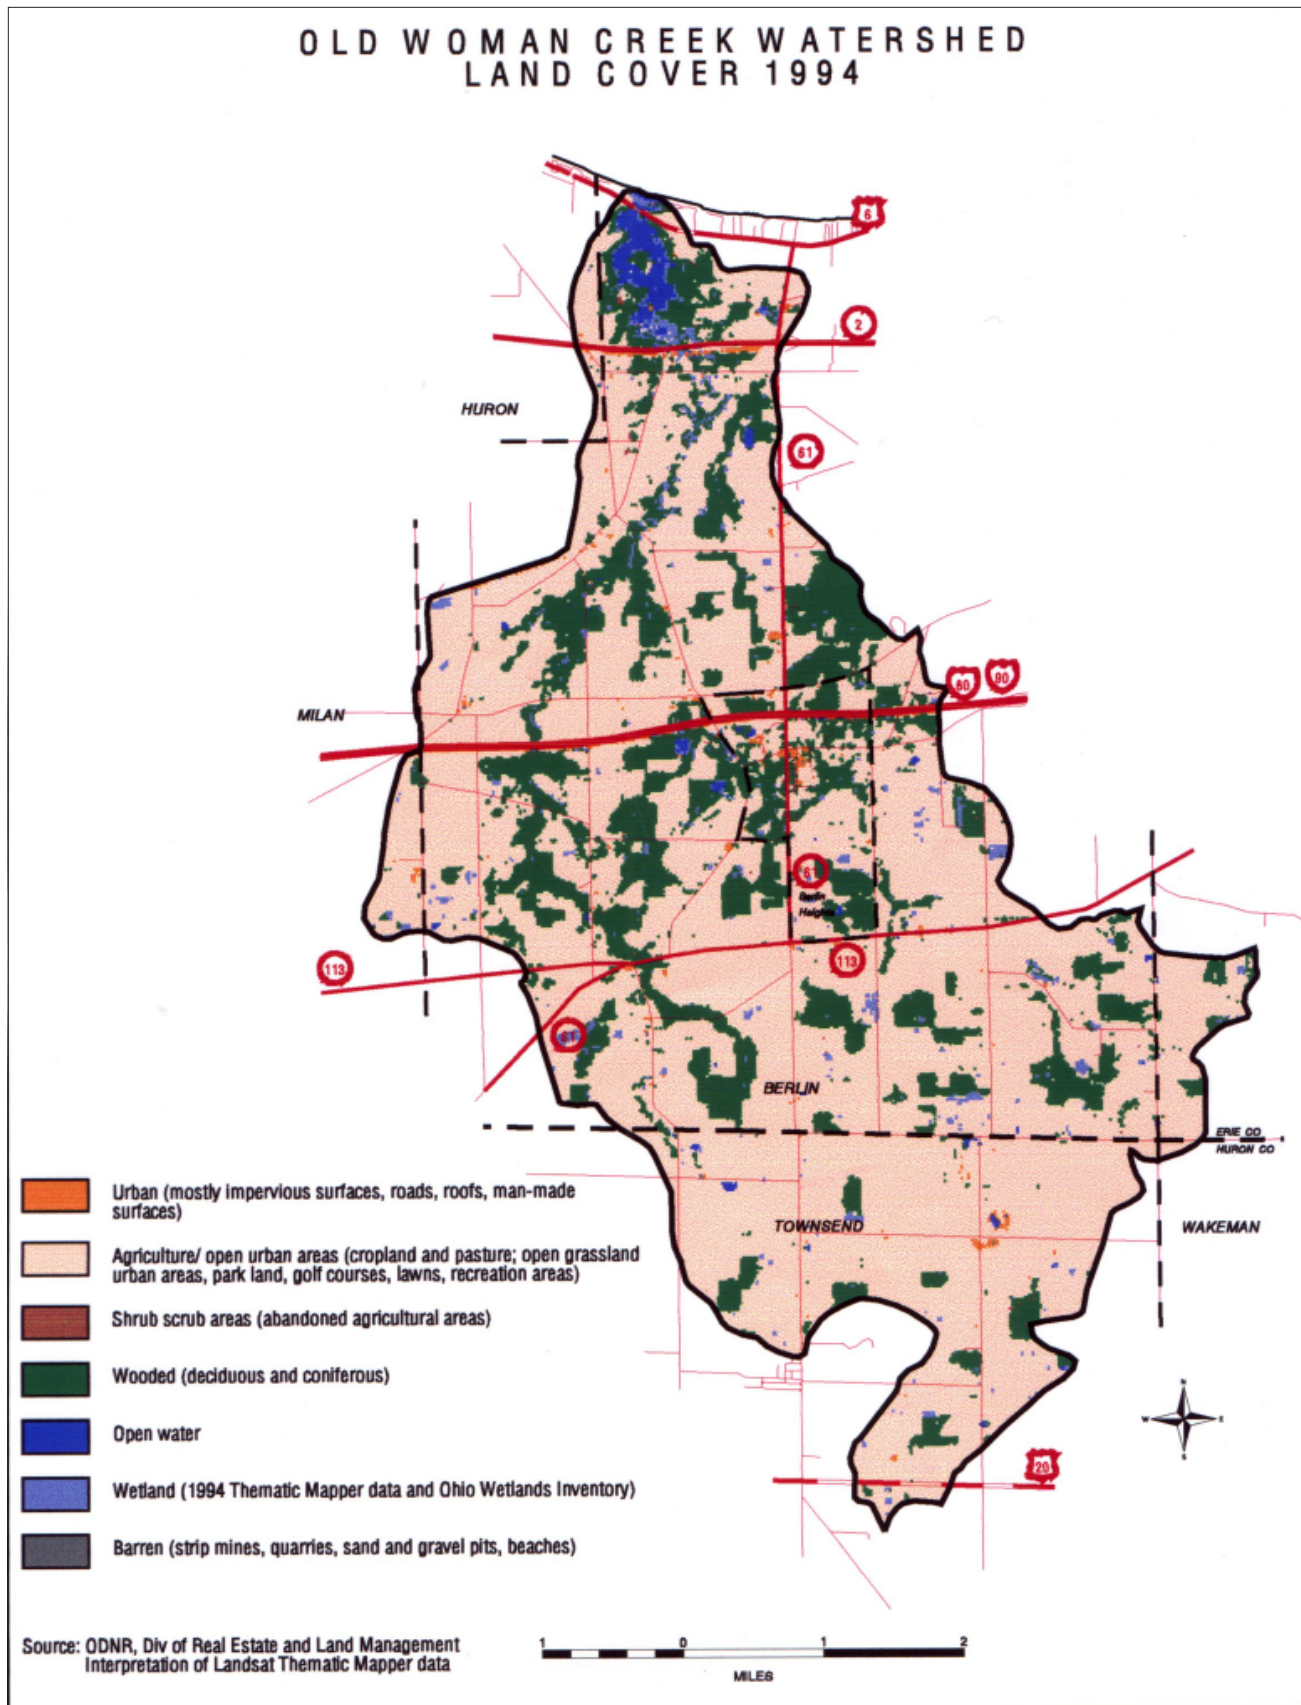 OLD WOMAN CREEK WATERSHED
LAND COVER 1994
6
2
HURON
61
60
90
MILAN
61
Berlin
Heights
113
113
61
BERLIN
ERIE CO
HURON CO
TOWNSEND
WAKEMAN
Urban (mostly impervious surfaces, roads, roofs, man-made
surfaces)
Agriculture/ open urban areas (cropland and pasture; open grassland
urban areas, park land, golf courses, lawns, recreation areas)
Shrub scrub areas (abandoned agricultural areas)
Wooded (deciduous and coniferous)
Open water
Wetland (1994 Thematic Mapper data and Ohio Wetlands Inventory)
Barren (strip mines, quarries, sand and gravel pits, beaches)
N
W
E
S
20
Source: ODNR, Div of Real Estate and Land Management
Interpretation of Landsat Thematic Mapper data
1 0 1 2
MILES